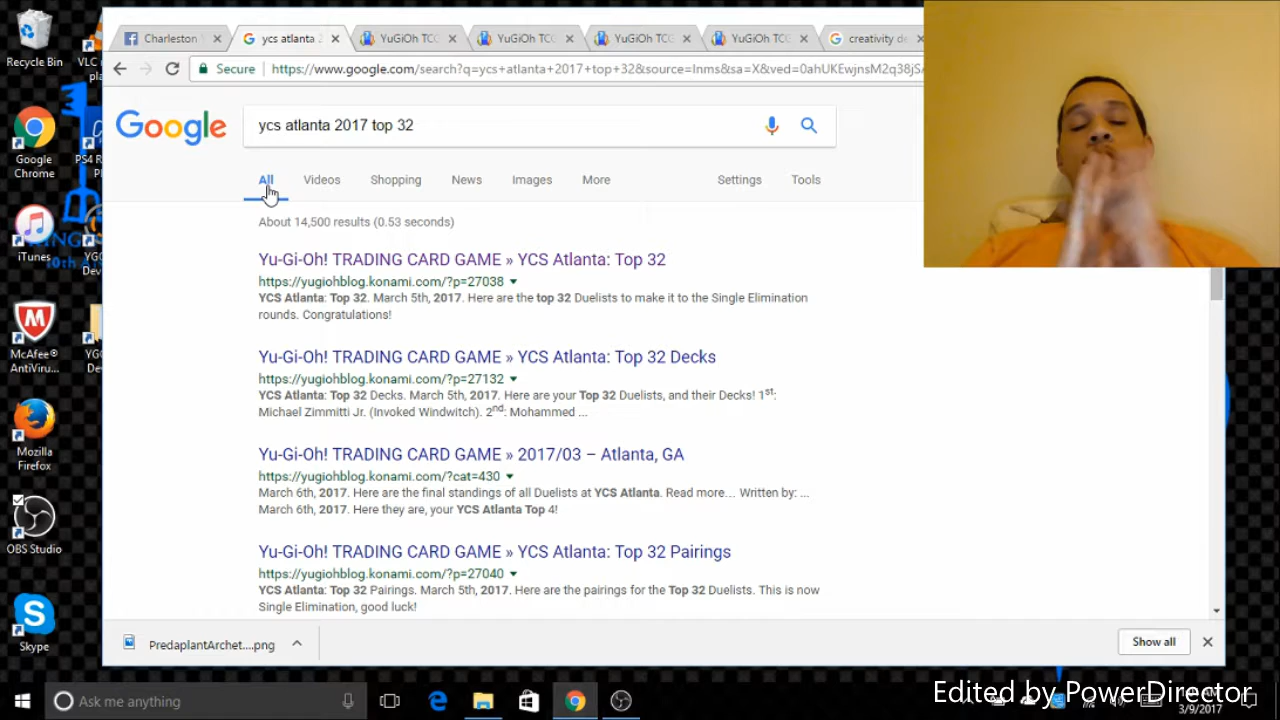 Recycle Bin
VLC
pla
Google
Chrome
PS4 R
P
iTunes
YG
Dev
McAfee®
AntiViru...
YG
Dev
Mozilla
Firefox
OBS Studio
Skype
Charleston
ycs atlanta 2
YuGiOh TCG
YuGiOh TCG
YuGiOh TCG
YuGiOh TCG
creativity de
Secure | https://www.google.com/search?q=ycs+atlanta+2017+top+32&source=lnms&sa=X&ved=0ahUKEwjnsM2q38jSA
Google
ycs atlanta 2017 top 32
All Videos Shopping News Images More Settings Tools
About 14,500 results (0.53 seconds)
Yu-Gi-Oh! TRADING CARD GAME » YCS Atlanta: Top 32
https://yugiohblog.konami.com/?p=27038
YCS Atlanta: Top 32. March 5th, 2017. Here are the top 32 Duelists to make it to the Single Elimination
rounds. Congratulations!
Yu-Gi-Oh! TRADING CARD GAME » YCS Atlanta: Top 32 Decks
https://yugiohblog.konami.com/?p=27132
YCS Atlanta: Top 32 Decks. March 5th, 2017. Here are your Top 32 Duelists, and their Decks! 1st:
Michael Zimmitti Jr. (Invoked Windwitch). 2nd: Mohammed ...
Yu-Gi-Oh! TRADING CARD GAME » 2017/03 – Atlanta, GA
https://yugiohblog.konami.com/?cat=430
March 6th, 2017. Here are the final standings of all Duelists at YCS Atlanta. Read more… Written by: ...
March 6th, 2017. Here they are, your YCS Atlanta Top 4!
Yu-Gi-Oh! TRADING CARD GAME » YCS Atlanta: Top 32 Pairings
https://yugiohblog.konami.com/?p=27040
YCS Atlanta: Top 32 Pairings. March 5th, 2017. Here are the pairings for the Top 32 Duelists. This is now
Single Elimination, good luck!
PredaplantArchet....png
Show all
Ask me anything
Edited by PowerDirector
3/9/2017